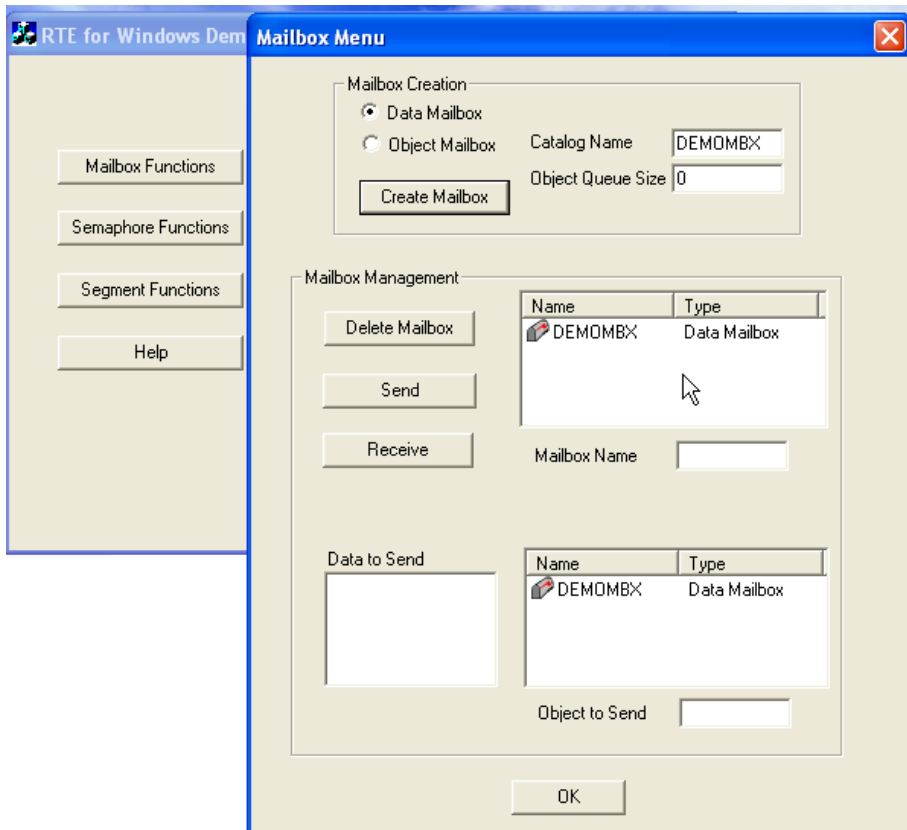 RTE for Windows Dem
Mailbox Menu
Mailbox Functions
Semaphore Functions
Segment Functions
Help
Mailbox Creation
Data Mailbox
Object Mailbox
Catalog Name DEMOMBX
Object Queue Size 0
Create Mailbox
Mailbox Management
Delete Mailbox
Send
Receive
Name Type
DEMOMBX Data Mailbox
Mailbox Name
Data to Send
Name Type
DEMOMBX Data Mailbox
Object to Send
OK